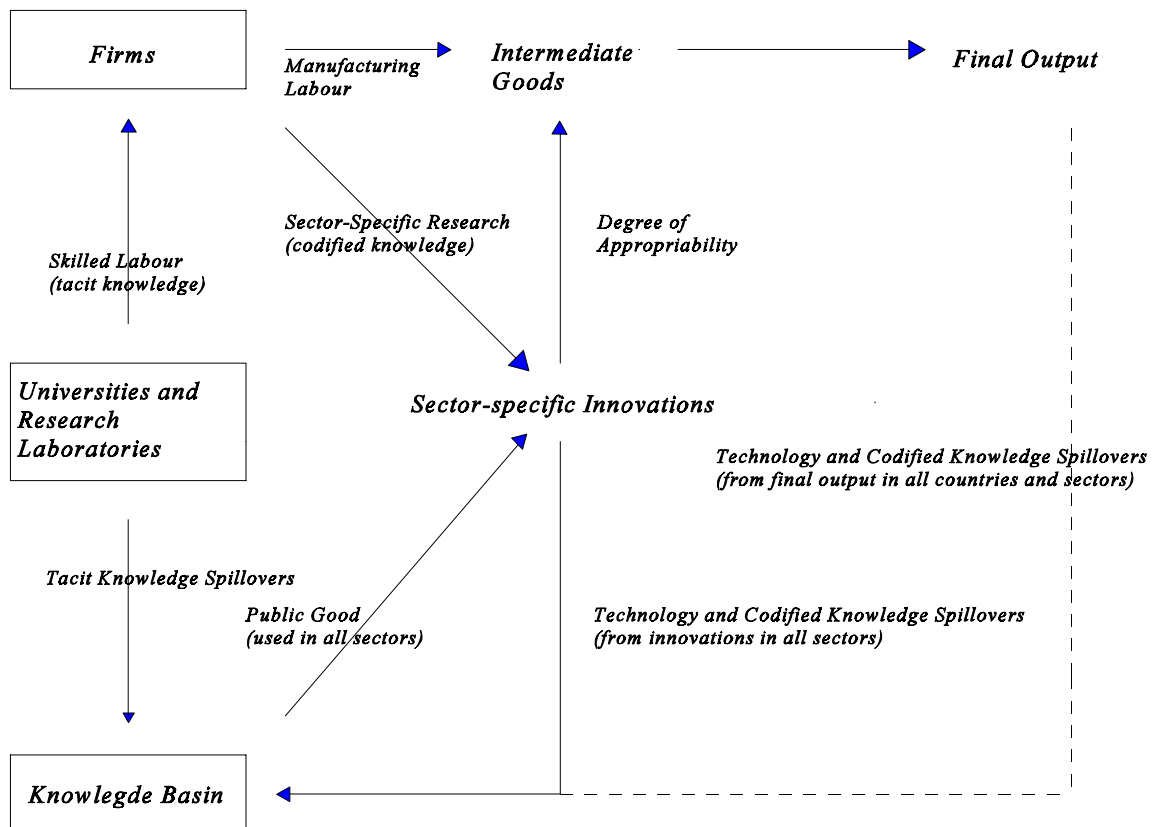 Firms
Manufacturing
Labour
Intermediate
Goods
Final Output
Sector-Specific Research
(codified knowledge)
Degree of
Appropriability
Skilled Labour
(tacit knowledge)
Universities and
Research
Laboratories
Sector-specific Innovations
Technology and Codified Knowledge Spillovers
(from final output in all countries and sectors)
Tacit Knowledge Spillovers
Public Good
(used in all sectors)
Technology and Codified Knowledge Spillovers
(from innovations in all sectors)
Knowlegde Basin